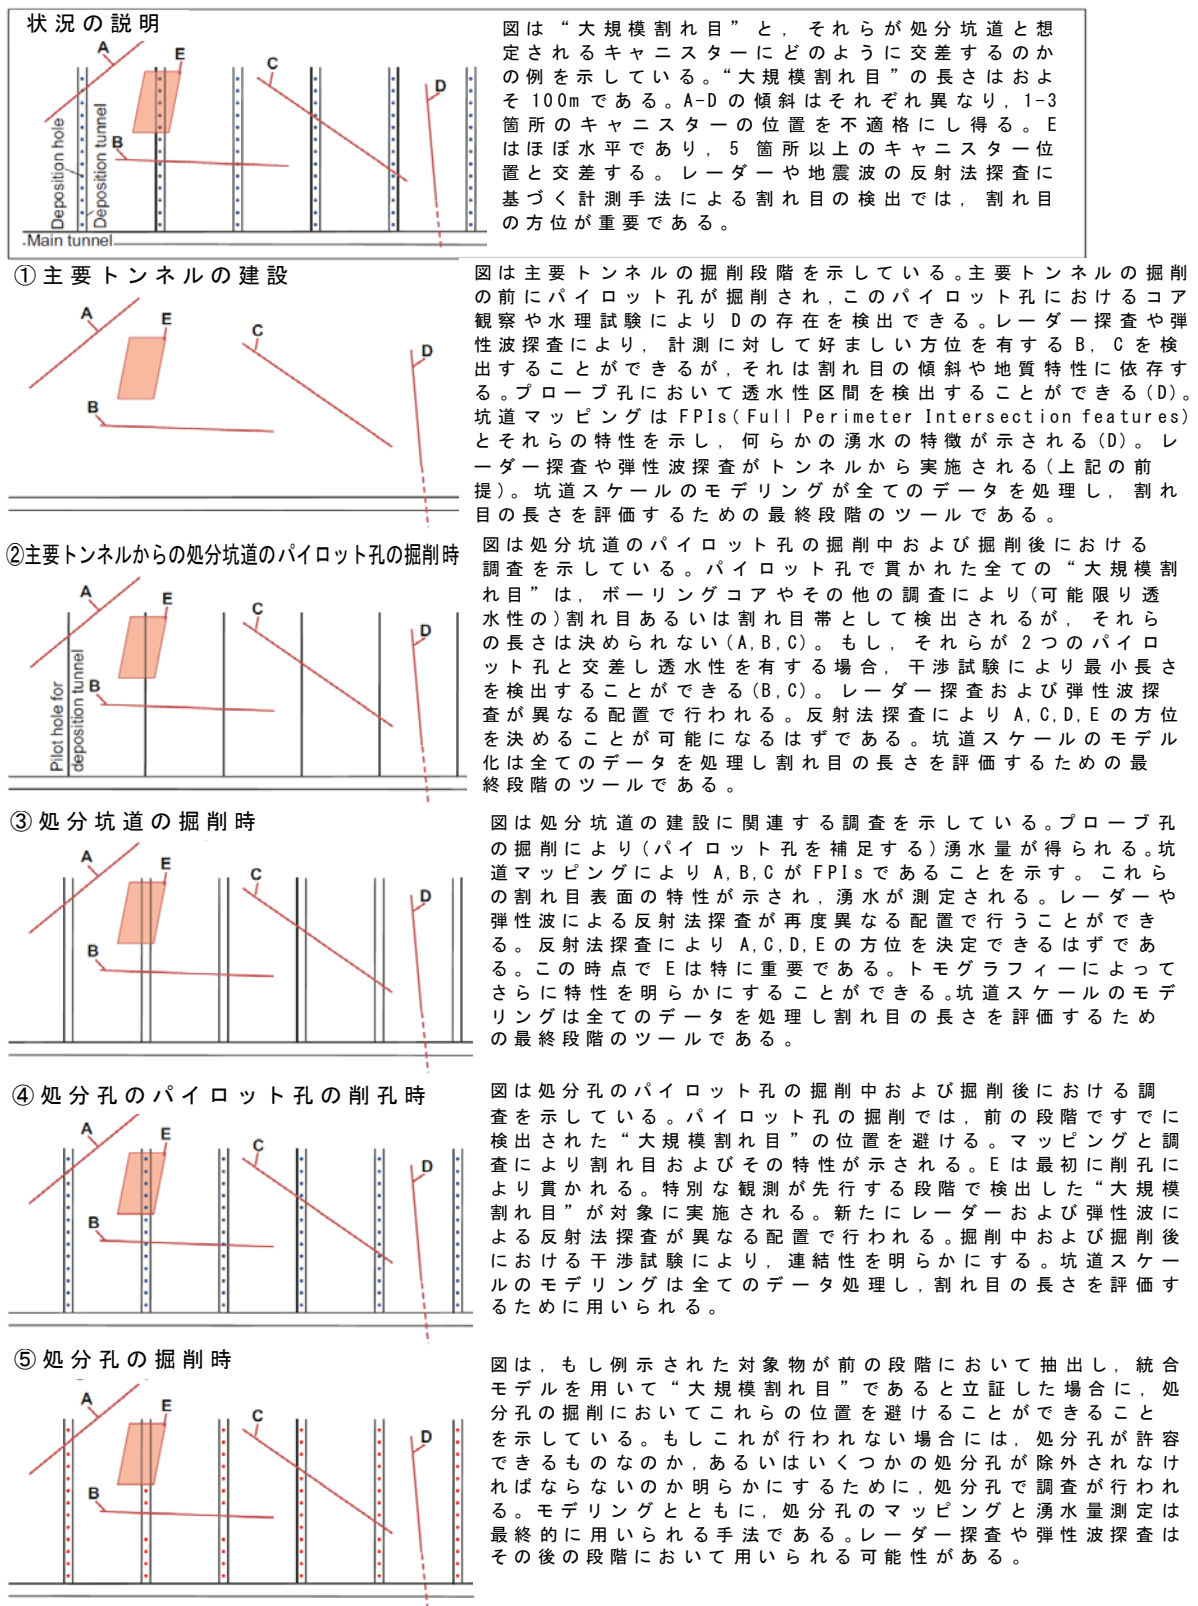 状況の説明
A
E
C
D
B
Deposition hole
Deposition tunnel
Main tunnel
図は“大規模割れ目”と，それらが処分坑道と想
定されるキャニスターにどのように交差するのか
の例を示している。“大規模割れ目”の長さはおよ
そ100mである。A-Dの傾斜はそれぞれ異なり，1-3
箇所のキャニスターの位置を不適格にし得る。E
はほぼ水平であり，5 箇所以上のキャニスター位
置と交差する。レーダーや地震波の反射法探査に
基づく計測手法による割れ目の検出では，割れ目
の方位が重要である。
①主要トンネルの建設
A
E
C
D
B
図は主要トンネルの掘削段階を示している。主要トンネルの掘削
の前にパイロット孔が掘削され，このパイロット孔におけるコア
観察や水理試験によりDの存在を検出できる。レーダー探査や弾
性波探査により，計測に対して好ましい方位を有するB，Cを検
出することができるが，それは割れ目の傾斜や地質特性に依存す
る。プローブ孔において透水性区間を検出することができる(D)。
坑道マッピングはFPIs(Full Perimeter Intersection features)
とそれらの特性を示し，何らかの湧水の特徴が示される(D)。レ
ーダー探査や弾性波探査がトンネルから実施される(上記の前
提)。坑道スケールのモデリングが全てのデータを処理し，割れ
目の長さを評価するための最終段階のツールである。
②主要トンネルからの処分坑道のパイロット孔の掘削時
A
E
C
D
B
Pilot hole for
deposition tunnel
図は処分坑道のパイロット孔の掘削中および掘削後における
調査を示している。パイロット孔で貫かれた全ての“大規模割
れ目”は，ボーリングコアやその他の調査により(可能限り透
水性の)割れ目あるいは割れ目帯として検出されるが，それら
の長さは決められない(A,B,C)。もし，それらが2つのパイロ
ット孔と交差し透水性を有する場合，干渉試験により最小長さ
を検出することができる(B,C)。レーダー探査および弾性波探
査が異なる配置で行われる。反射法探査によりA,C,D,Eの方位
を決めることが可能になるはずである。坑道スケールのモデル
化は全てのデータを処理し割れ目の長さを評価するための最
終段階のツールである。
③処分坑道の掘削時
A
E
C
D
B
図は処分坑道の建設に関連する調査を示している。プローブ孔
の掘削により(パイロット孔を補足する)湧水量が得られる。坑
道マッピングによりA,B,CがFPIsであることを示す。これら
の割れ目表面の特性が示され，湧水が測定される。レーダーや
弾性波による反射法探査が再度異なる配置で行うことができ
る。反射法探査によりA,C,D,Eの方位を決定できるはずであ
る。この時点でEは特に重要である。トモグラフィーによって
さらに特性を明らかにすることができる。坑道スケールのモデ
リングは全てのデータを処理し割れ目の長さを評価するため
の最終段階のツールである。
④処分孔のパイロット孔の削孔時
A
E
C
D
B
図は処分孔のパイロット孔の掘削中および掘削後における調
査を示している。パイロット孔の掘削では，前の段階ですでに
検出された“大規模割れ目”の位置を避ける。マッピングと調
査により割れ目およびその特性が示される。Eは最初に削孔に
より貫かれる。特別な観測が先行する段階で検出した“大規模
割れ目”が対象に実施される。新たにレーダーおよび弾性波に
よる反射法探査が異なる配置で行われる。掘削中および掘削後
における干渉試験により，連結性を明らかにする。坑道スケー
ルのモデリングは全てのデータ処理し，割れ目の長さを評価す
るために用いられる。
⑤処分孔の掘削時
A
E
C
D
B
図は，もし例示された対象物が前の段階において抽出し，統合
モデルを用いて“大規模割れ目”であると立証した場合に，処
分孔の掘削においてこれらの位置を避けることができること
を示している。もしこれが行われない場合には，処分孔が許容
できるものなのか，あるいはいくつかの処分孔が除外されなけ
ればならないのか明らかにするために，処分孔で調査が行われ
る。モデリングとともに，処分孔のマッピングと湧水量測定は
最終的に用いられる手法である。レーダー探査や弾性波探査は
その後の段階において用いられる可能性がある。